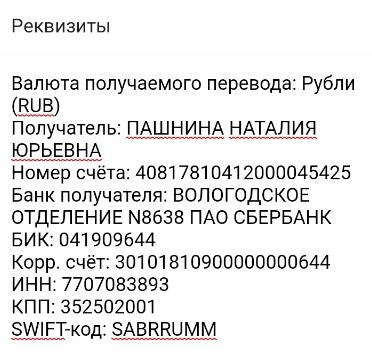 Реквизиты
Валюта получаемого перевода: Рубли
(RUB)
Получатель: ПАШНИНА НАТАЛИЯ
ЮРЬЕВНА
Номер счёта: 40817810412000045425
Банк получателя: ВОЛОГОДСКОЕ
ОТДЕЛЕНИЕ N8638 ПАО СБЕРБАНК
БИК: 041909644
Корр. счёт: 30101810900000000644
ИНН: 7707083893
КПП: 352502001
SWIFT-код: SABRRUMM